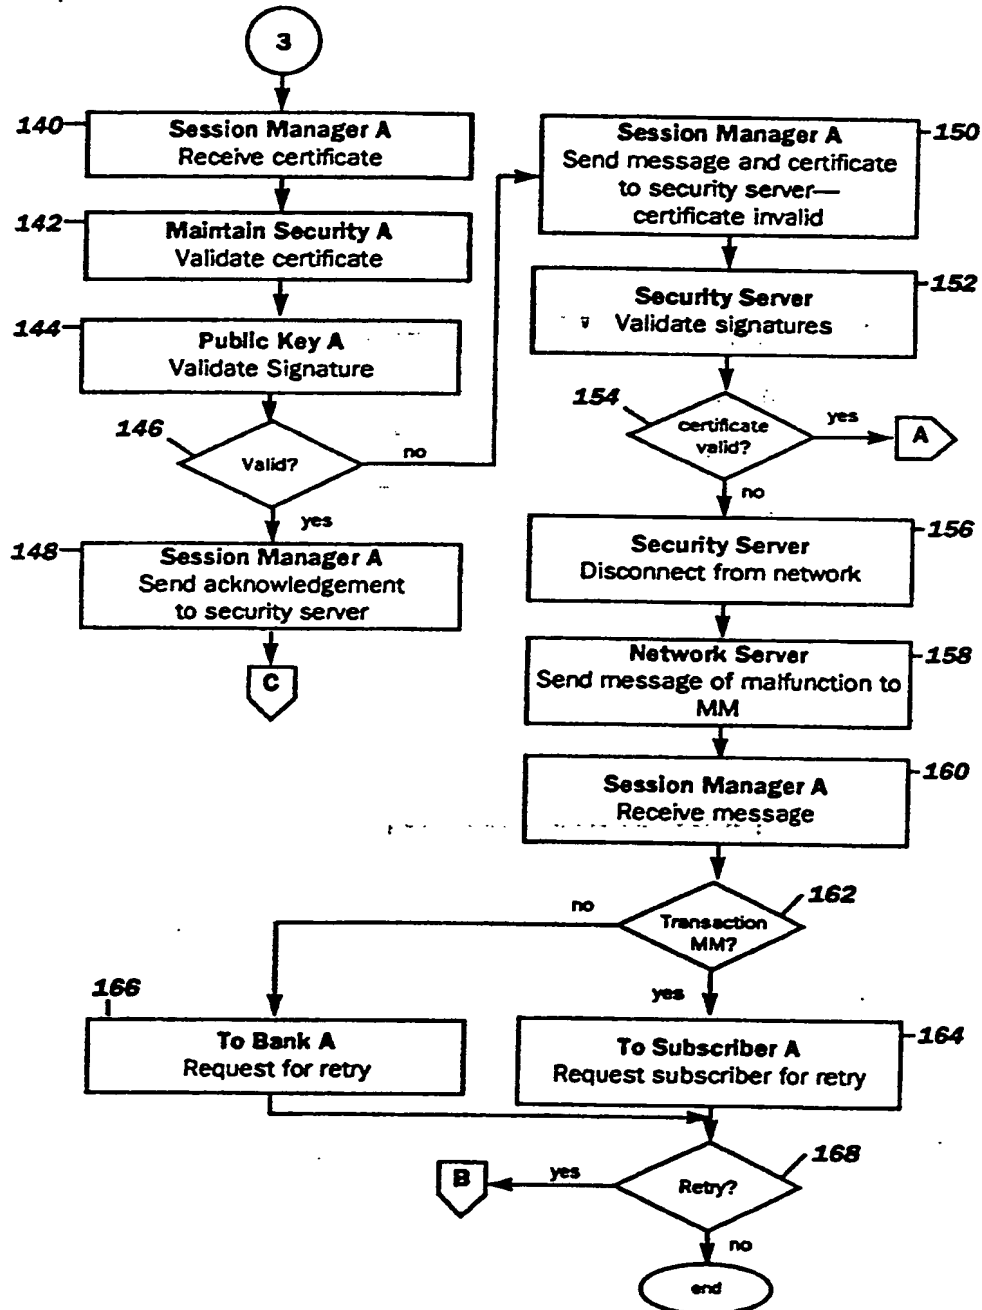 3
140
Session Manager A
Receive certificate
142
Maintain Security A
Validate certificate
144
Public Key A
Validate Signature
146
Valid?
no
yes
148
Session Manager A
Send acknowledgement
to security server
C
150
Session Manager A
Send message and certificate
to security server—
certificate invalid
152
Security Server
Validate signatures
154
certificate
valid?
yes
A
no
156
Security Server
Disconnect from network
158
Network Server
Send message of malfunction to
MM
160
Session Manager A
Receive message
162
Transaction
MM?
no
yes
166
To Bank A
Request for retry
164
To Subscriber A
Request subscriber for retry
168
Retry?
yes
B
no
end